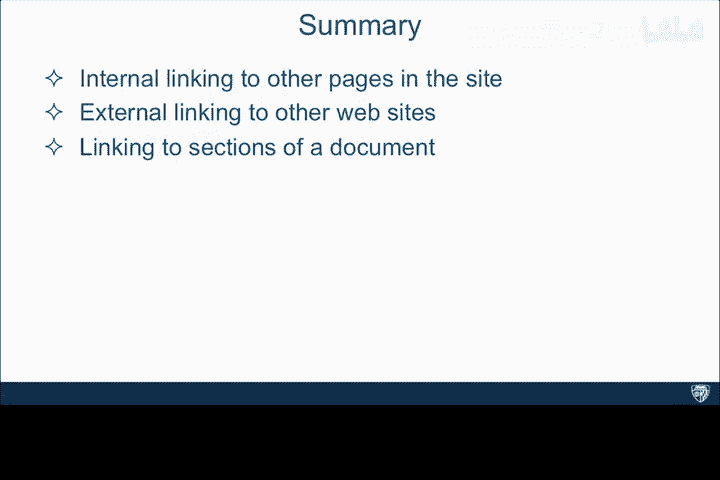 Summary
Internal linking to other pages in the site
External linking to other web sites
Linking to sections of a document